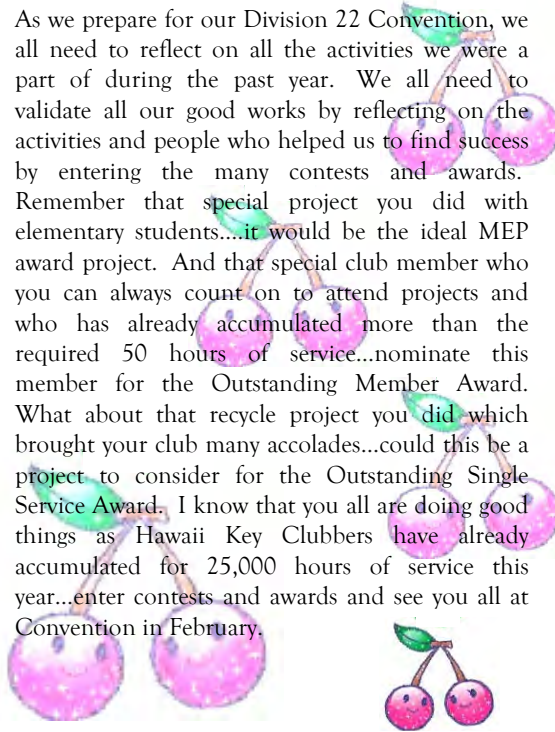 As we prepare for our Division 22 Convention, we
all need to reflect on all the activities we were a
part of during the past year. We all need to
validate all our good works by reflecting on the
activities and people who helped us to find success
by entering the many contests and awards.
Remember that special project you did with
elementary students....it would be the ideal MEP
award project. And that special club member who
you can always count on to attend projects and
who has already accumulated more than the
required 50 hours of service...nominate this
member for the Outstanding Member Award.
What about that recycle project you did which
brought your club many accolades...could this be a
project to consider for the Outstanding Single
Service Award. I know that you all are doing good
things as Hawaii Key Clubbers have already
accumulated for 25,000 hours of service this
year...enter contests and awards and see you all at
Convention in February.